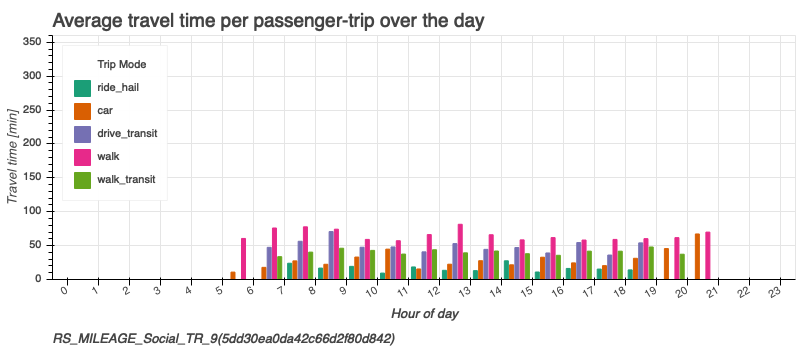 Average travel time per passenger-trip over the day
Travel time [min]
350
300
250
200
150
100
50
0
Trip Mode
ride_hail
car
drive_transit
walk
walk_transit
0 1 2 3 4 5 6 7 8 9 10 11 12 13 14 15 16 17 18 19 20 21 22 23
Hour of day
RS_MILEAGE_Social_TR_9(5dd30ea0da42c66d2f80d842)